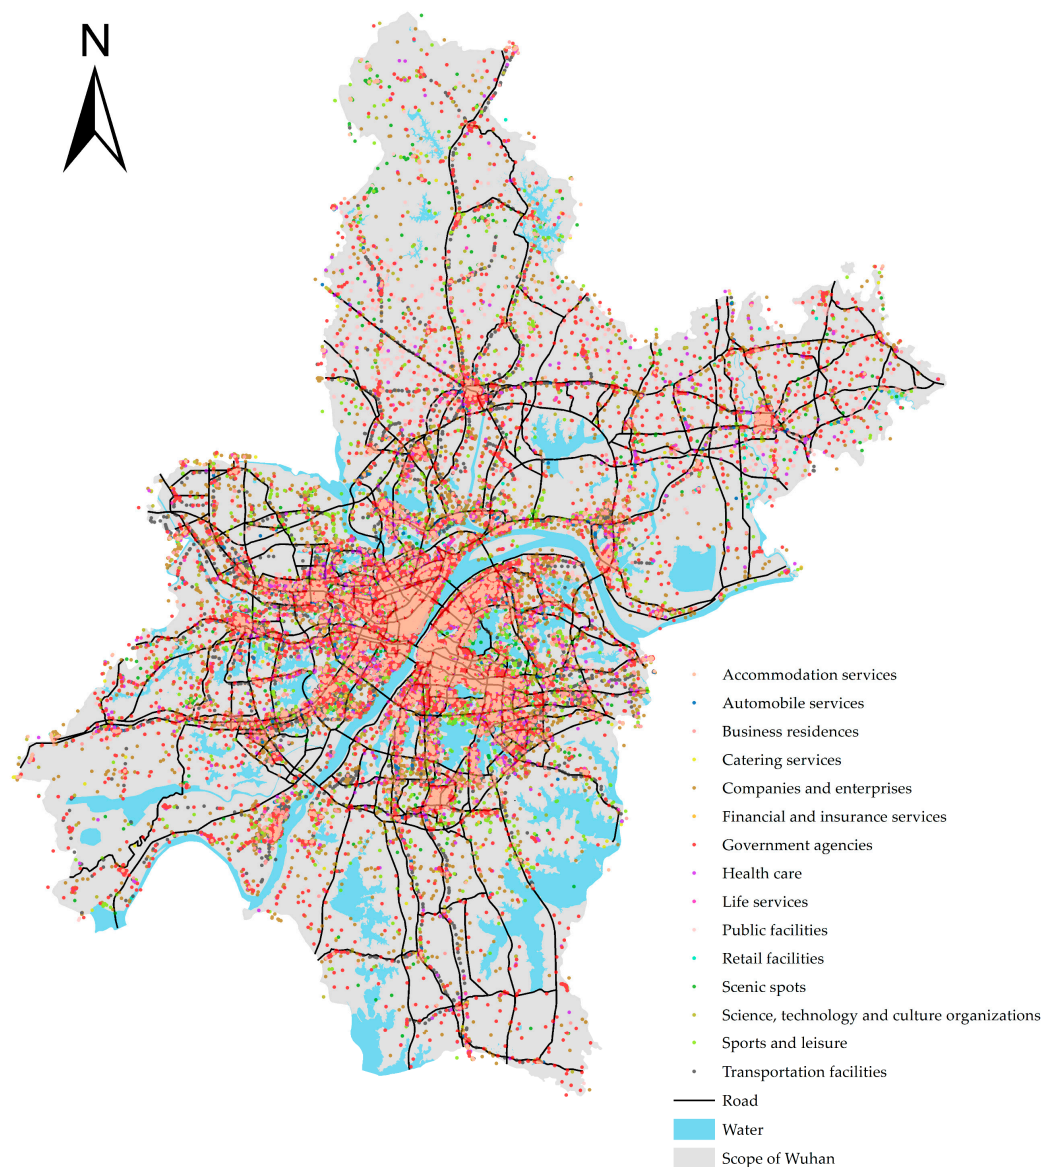 N
Accommodation services
Automobile services
Business residences
Catering services
Companies and enterprises
Financial and insurance services
Government agencies
Health care
Life services
Public facilities
Retail facilities
Scenic spots
Science, technology and culture organizations
Sports and leisure
Transportation facilities
Road
Water
Scope of Wuhan